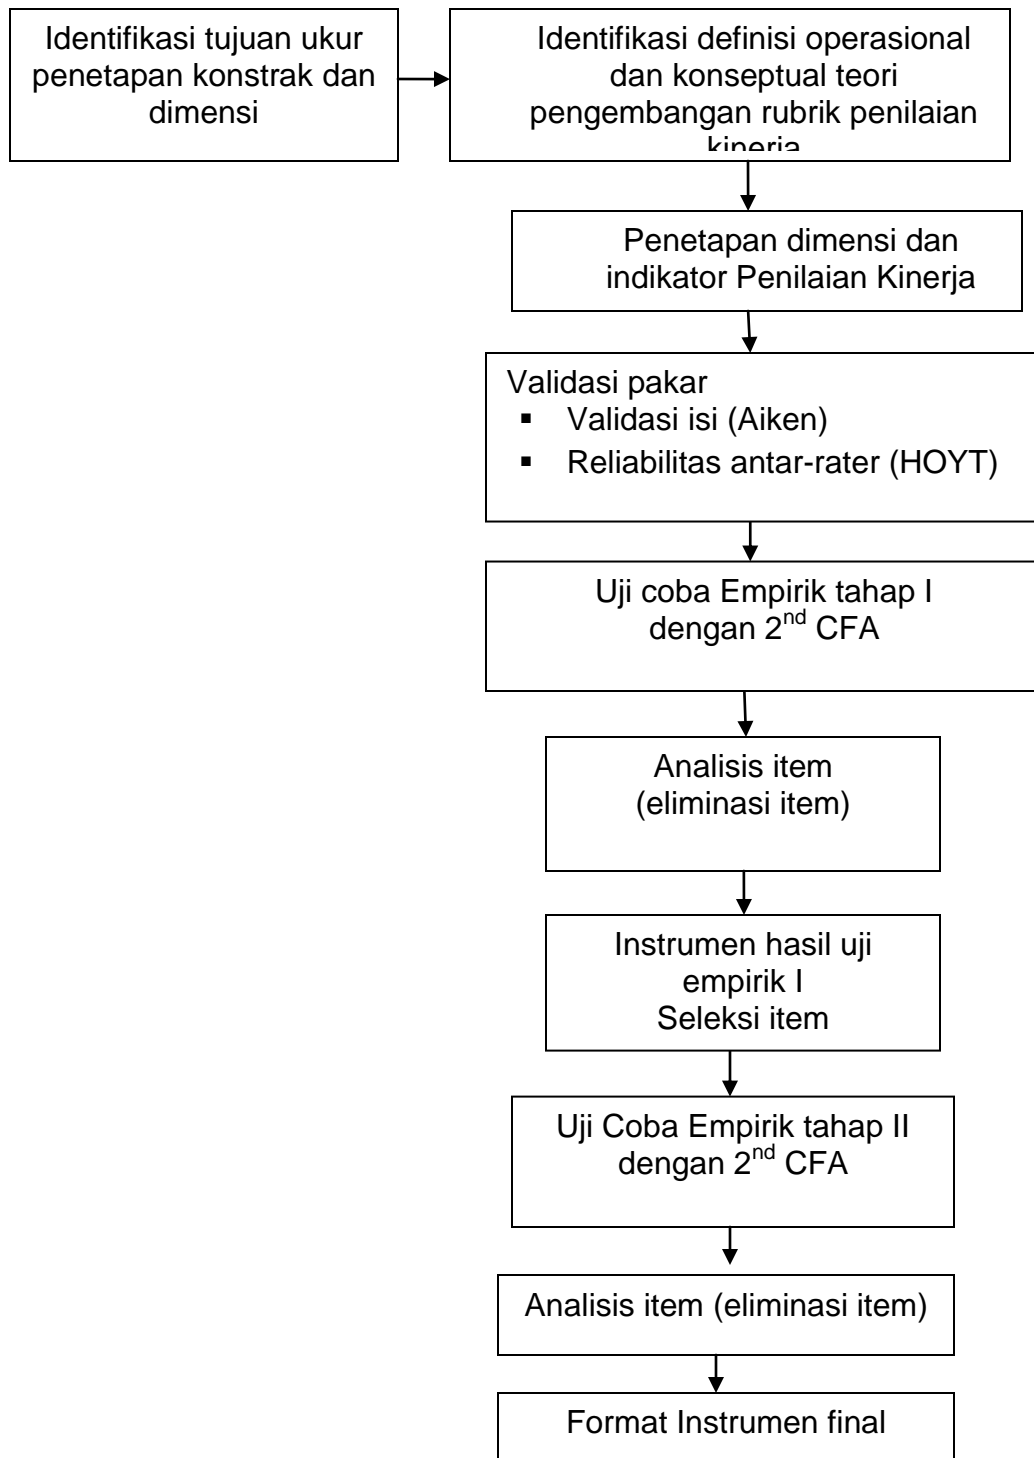 Identifikasi tujuan ukur
penetapan konstrak dan
dimensi
Identifikasi definisi operasional
dan konseptual teori
pengembangan rubrik penilaian
kinerja
Penetapan dimensi dan
indikator Penilaian Kinerja
Validasi pakar
▪ Validasi isi (Aiken)
▪ Reliabilitas antar-rater (HOYT)
Uji coba Empirik tahap I
dengan 2nd CFA
Analisis item
(eliminasi item)
Instrumen hasil uji
empirik I
Seleksi item
Uji Coba Empirik tahap II
dengan 2nd CFA
Analisis item (eliminasi item)
Format Instrumen final